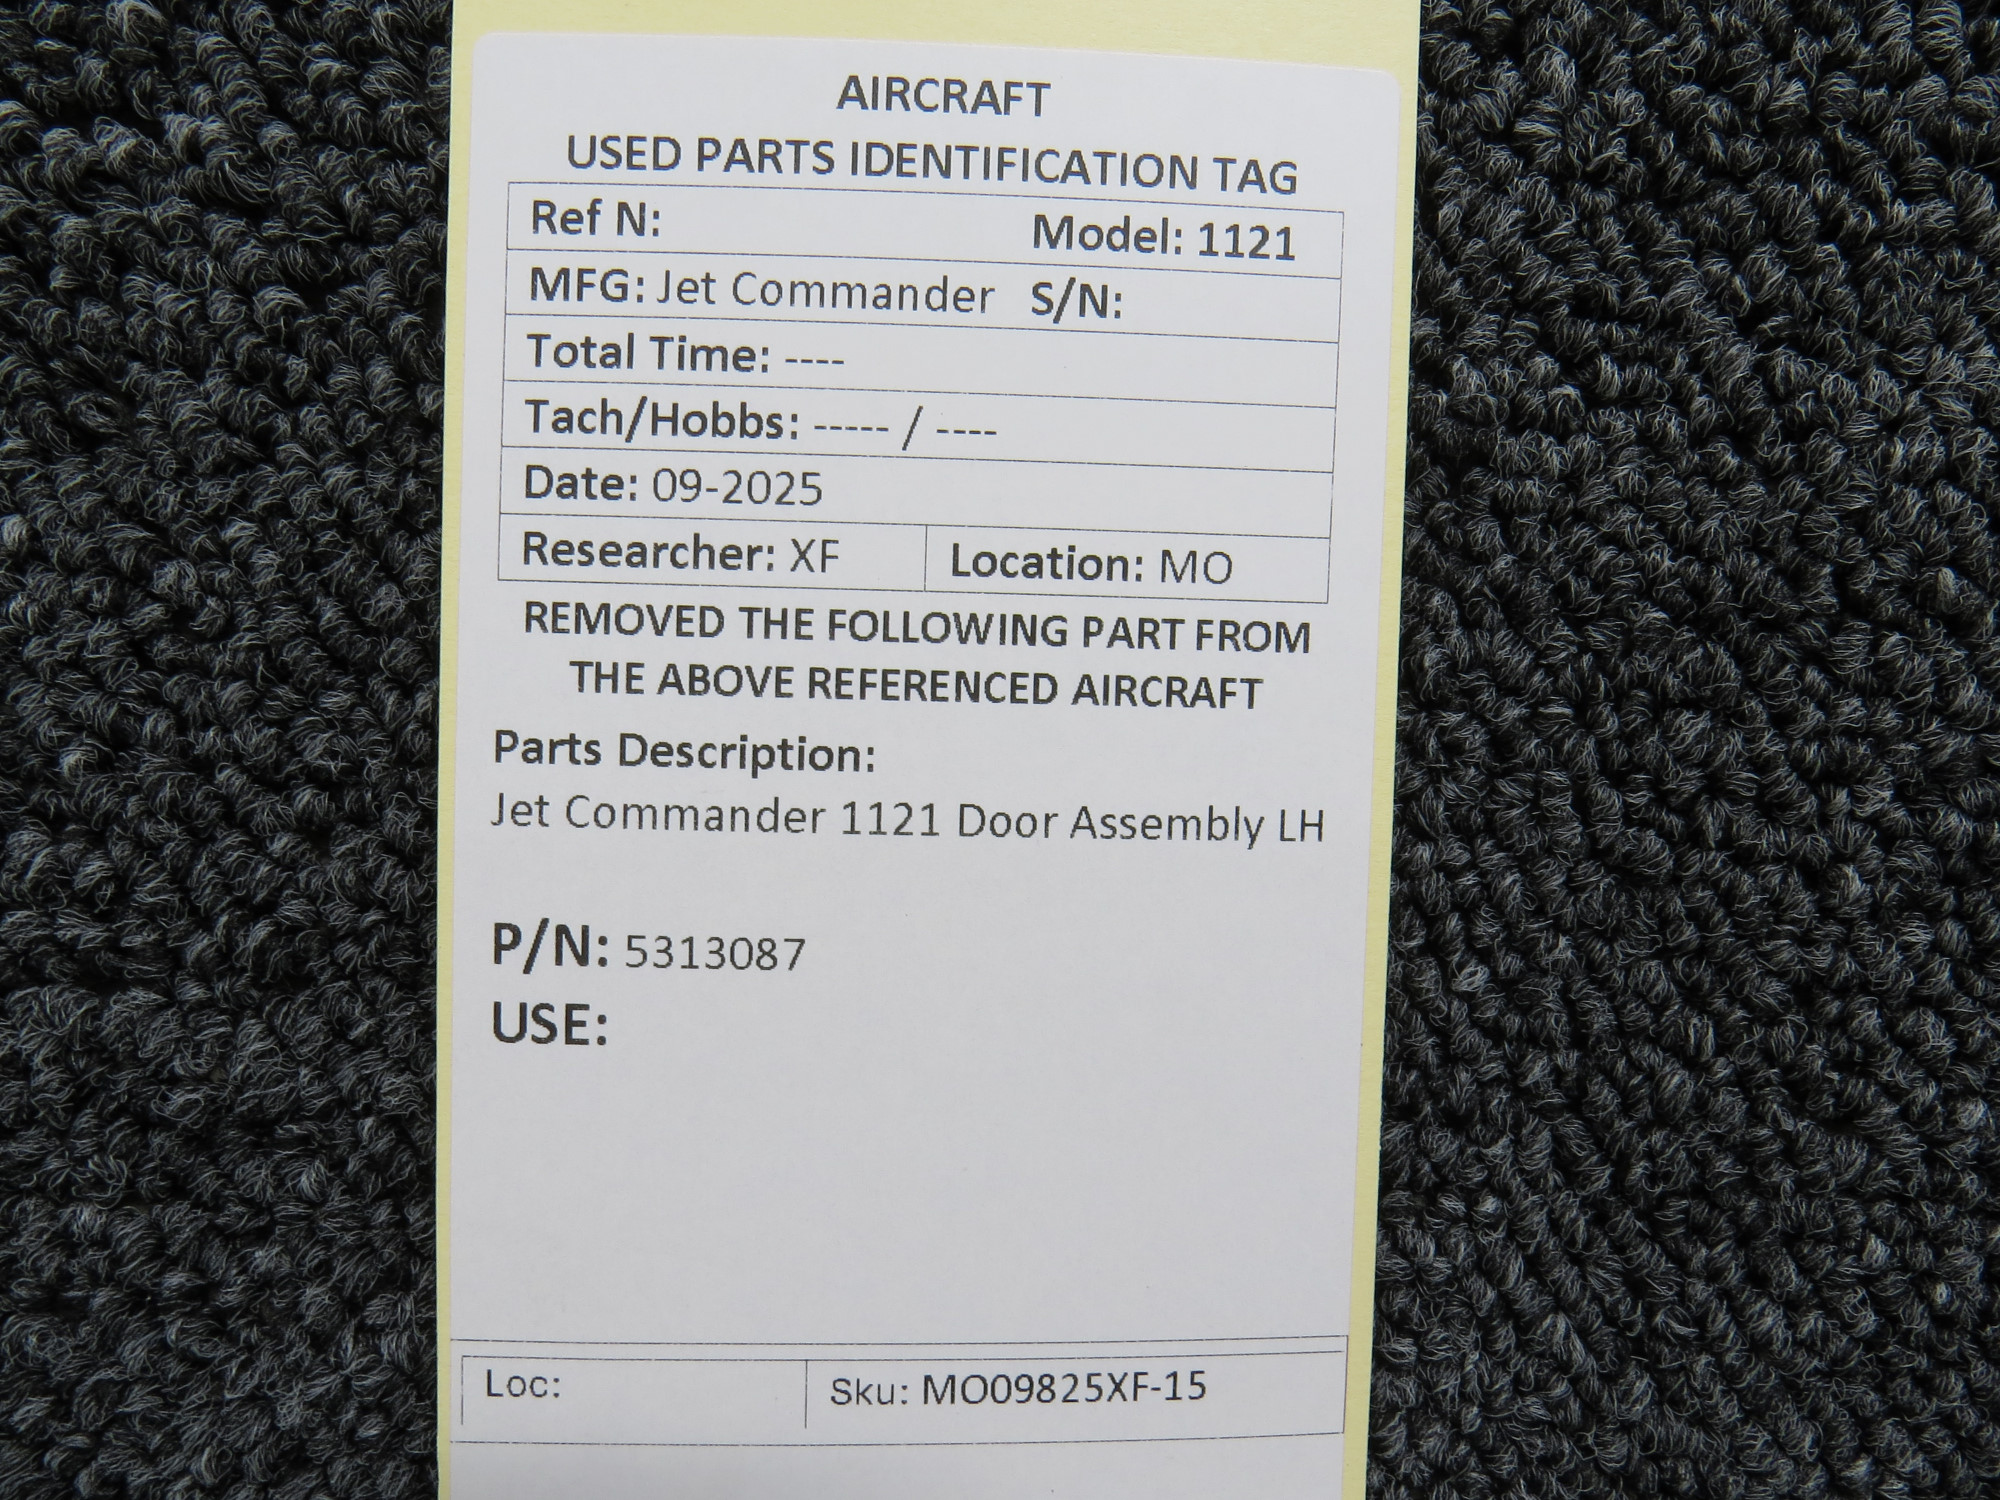 AIRCRAFT
USED PARTS IDENTIFICATION TAG
Ref N: Model: 1121
MFG: Jet Commander S/N:
Total Time: ----
Tach/Hobbs: ----- / ----
Date: 09-2025
Researcher: XF Location: MO
REMOVED THE FOLLOWING PART FROM
THE ABOVE REFERENCED AIRCRAFT
Parts Description:
Jet Commander 1121 Door Assembly LH
P/N: 5313087
USE:
Loc: Sku: MO09825XF-15